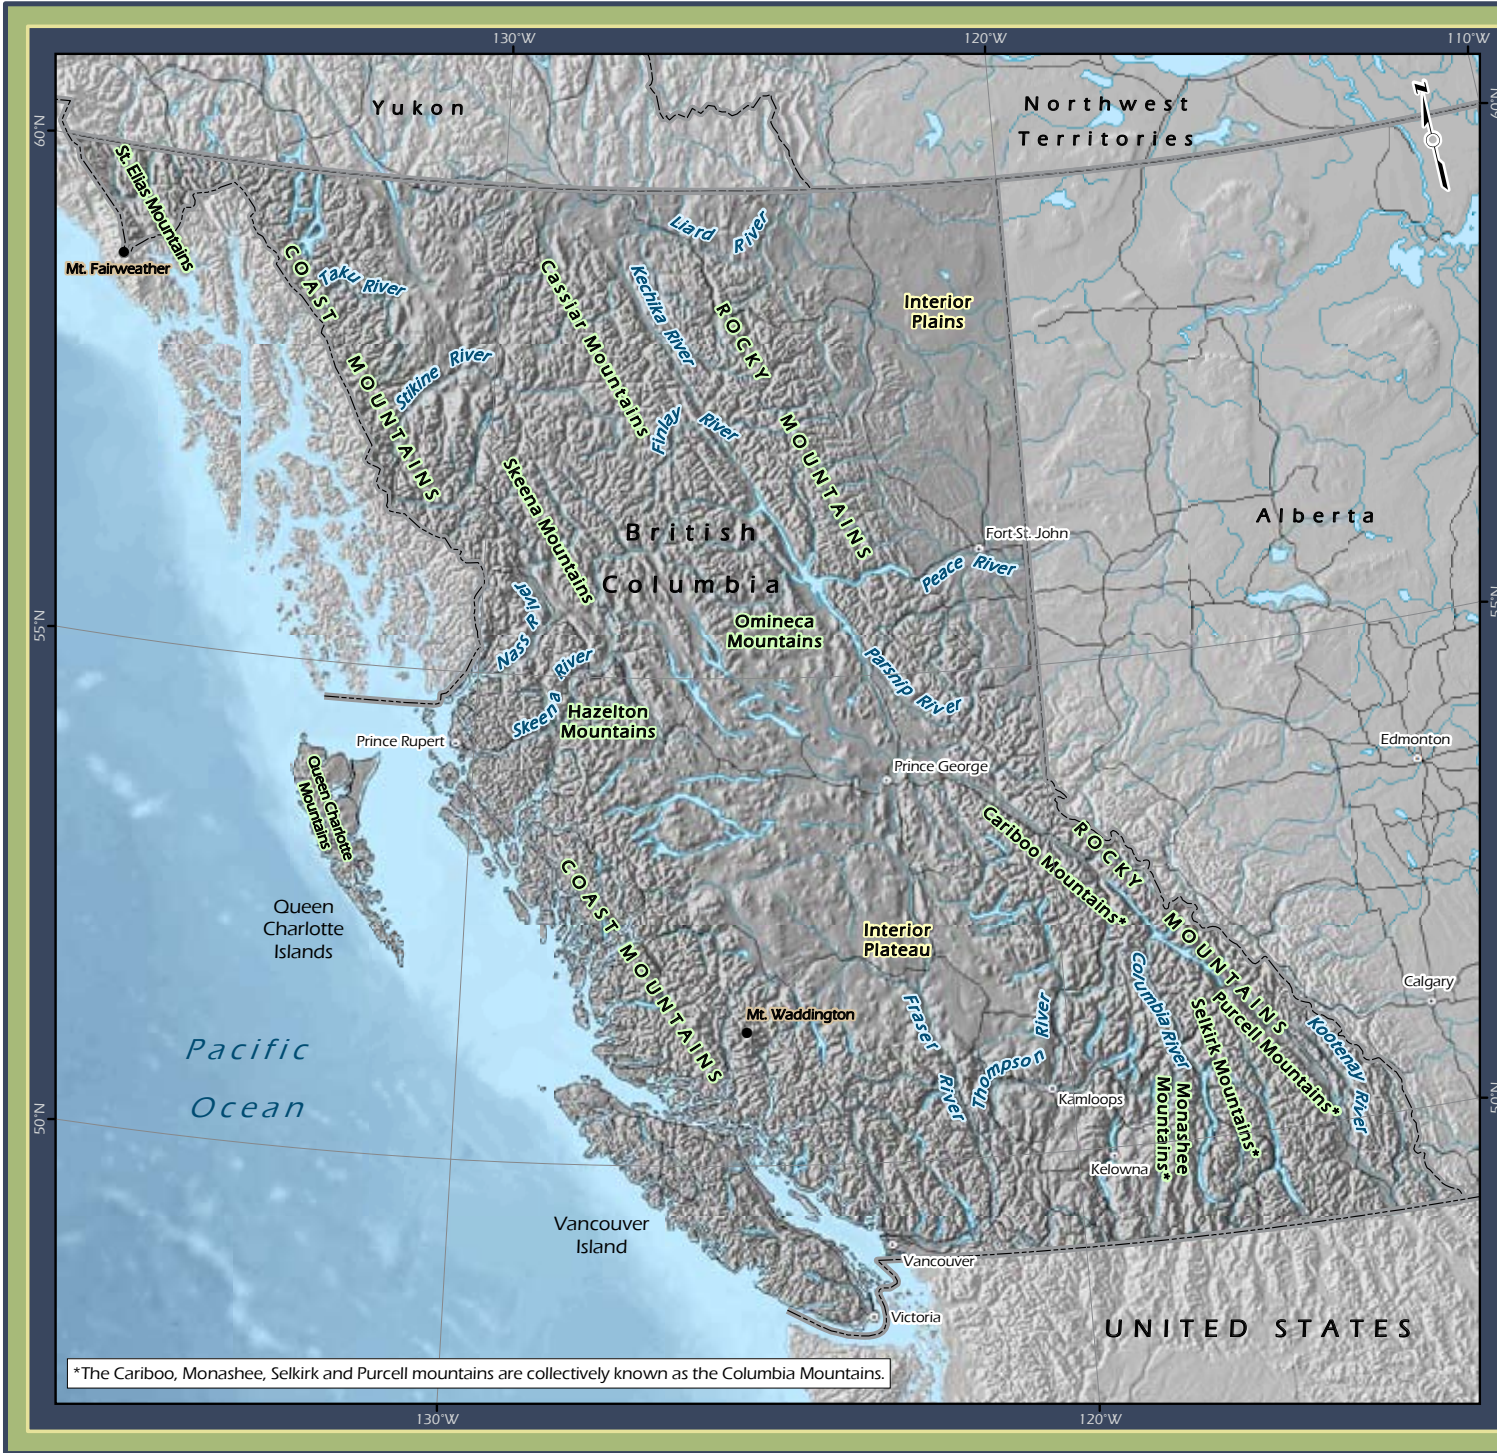 130°W
120°W
110°W
60°N
60°N
Yukon
Northwest
Territories
St. Elias Mountains
Mt. Fairweather
COAST
MOUNTAINS
Taku River
Liard River
Cassiar Mountains
Kechika River
ROCKY
MOUNTAINS
Interior
Plains
Stikine River
Finlay River
Skeena Mountains
British
Columbia
Alberta
Fort St. John
Peace River
Omineca
Mountains
55°N
55°N
Nass River
Skeena River
Parsnip River
Hazelton
Mountains
Prince Rupert
Edmonton
Prince George
Queen Charlotte
Mountains
Cariboo Mountains*
ROCKY
MOUNTAINS
COAST MOUNTAINS
Queen
Charlotte
Islands
Interior
Plateau
Columbia River
Calgary
Mt. Waddington
Fraser River
Thompson River
Purcell Mountains*
Selkirk Mountains*
Kootenay River
Pacific
Ocean
Kamloops
Monashee
Mountains*
50°N
50°N
Kelowna
Vancouver
Island
Vancouver
Victoria
UNITED STATES
*The Cariboo, Monashee, Selkirk and Purcell mountains are collectively known as the Columbia Mountains.
130°W
120°W